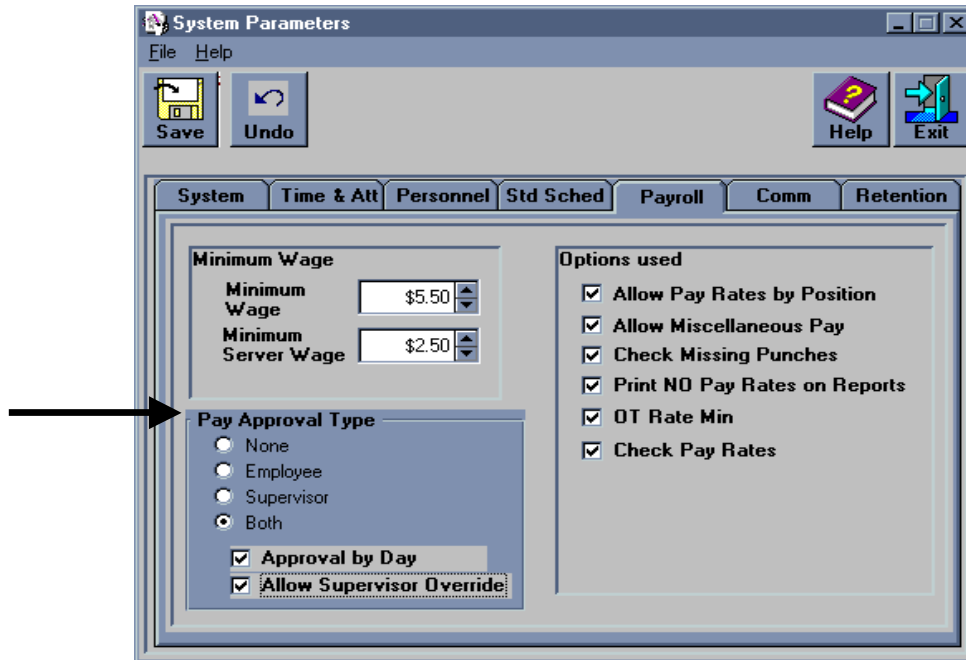 System Parameters
File Help
Save Undo Help Exit
System Time & Att Personnel Std Sched Payroll Comm Retention
Minimum Wage
Minimum
Wage
$5.50
Minimum
Server Wage
$2.50
Pay Approval Type
None
Employee
Supervisor
Both
Approval by Day
Allow Supervisor Override
Options used
Allow Pay Rates by Position
Allow Miscellaneous Pay
Check Missing Punches
Print NO Pay Rates on Reports
OT Rate Min
Check Pay Rates